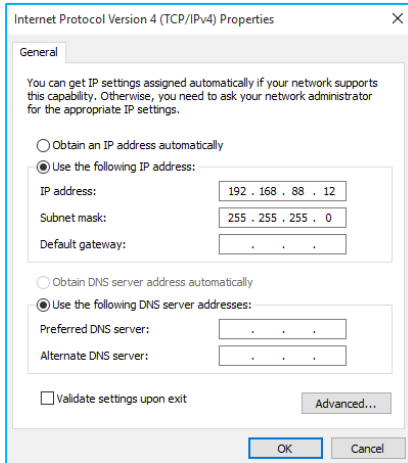 Internet Protocol Version 4 (TCP/IPv4) Properties
General
You can get IP settings assigned automatically if your network supports
this capability. Otherwise, you need to ask your network administrator
for the appropriate IP settings.
Obtain an IP address automatically
Use the following IP address:
IP address: 192 . 168 . 88 . 12
Subnet mask: 255 . 255 . 255 . 0
Default gateway: . . .
Obtain DNS server address automatically
Use the following DNS server addresses:
Preferred DNS server: . . .
Alternate DNS server: . . .
Validate settings upon exit
Advanced...
OK Cancel